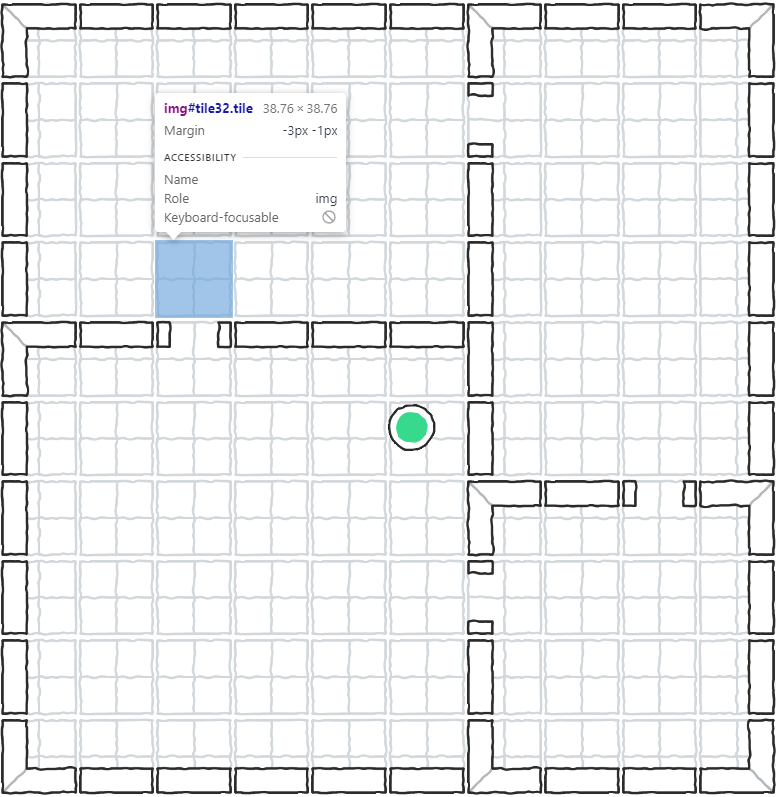 img#tile32.tile 38.76 × 38.76
Margin -3px -1px
ACCESSIBILITY
Name
Role img
Keyboard-focusable